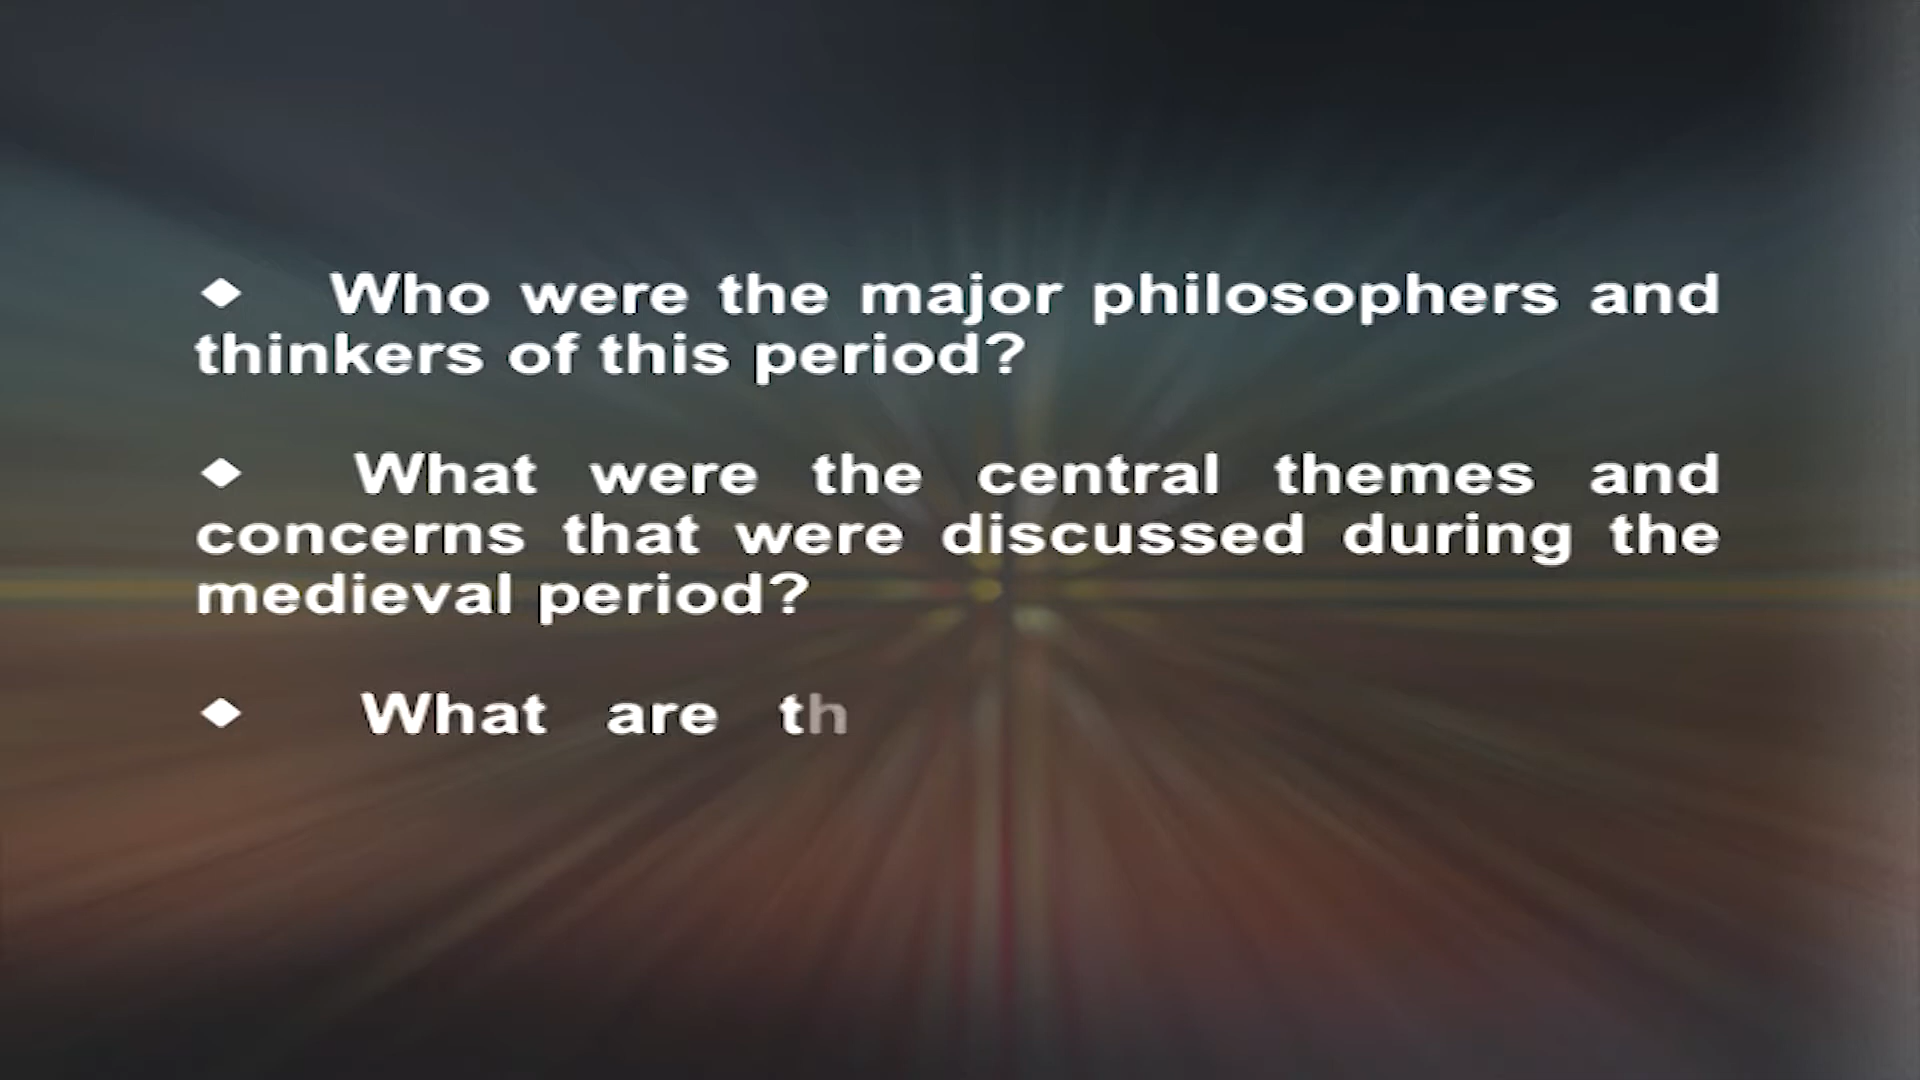 ◆ Who were the major philosophers and
thinkers of this period?
◆ What were the central themes and
concerns that were discussed during the
medieval period?
◆ What are th